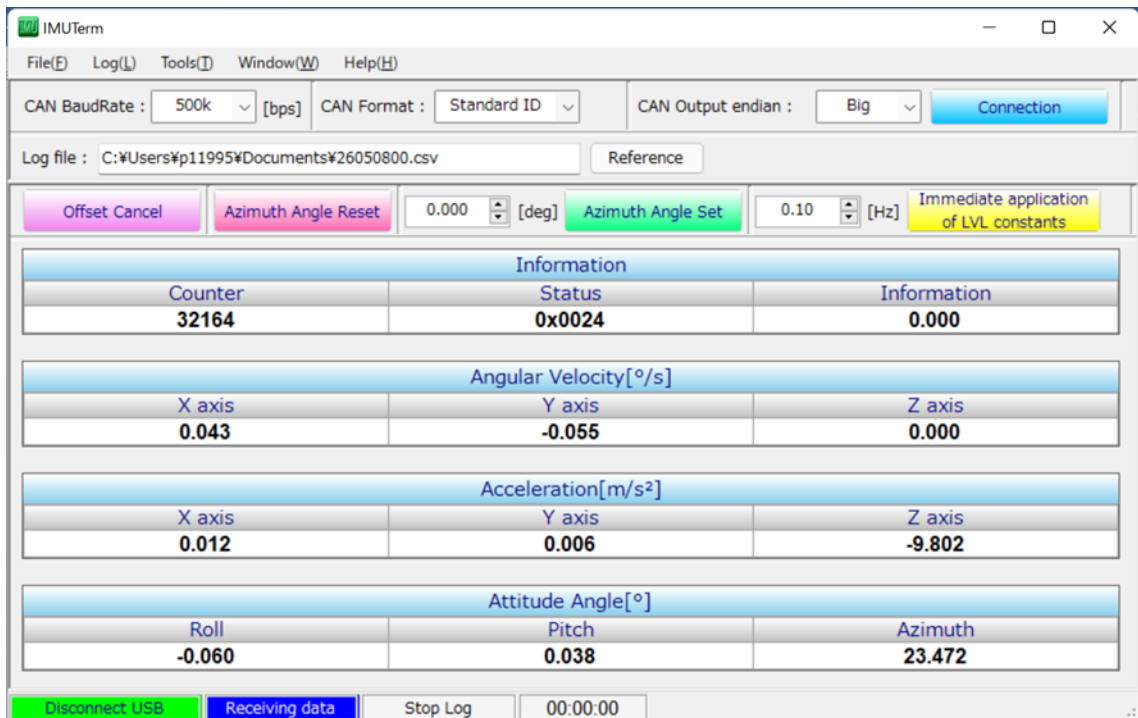 IMU IMUTerm
File(F) Log(L) Tools(T) Window(W) Help(H)
CAN BaudRate : 500k [bps] CAN Format : Standard ID CAN Output endian : Big Connection
Log file : C:¥Users¥p11995¥Documents¥26050800.csv Reference
Offset Cancel Azimuth Angle Reset 0.000 [deg] Azimuth Angle Set 0.10 [Hz] Immediate application
of LVL constants
Information
Counter Status Information
32164 0x0024 0.000
Angular Velocity[°/s]
X axis Y axis Z axis
0.043 -0.055 0.000
Acceleration[m/s²]
X axis Y axis Z axis
0.012 0.006 -9.802
Attitude Angle[°]
Roll Pitch Azimuth
-0.060 0.038 23.472
Disconnect USB Receiving data Stop Log 00:00:00